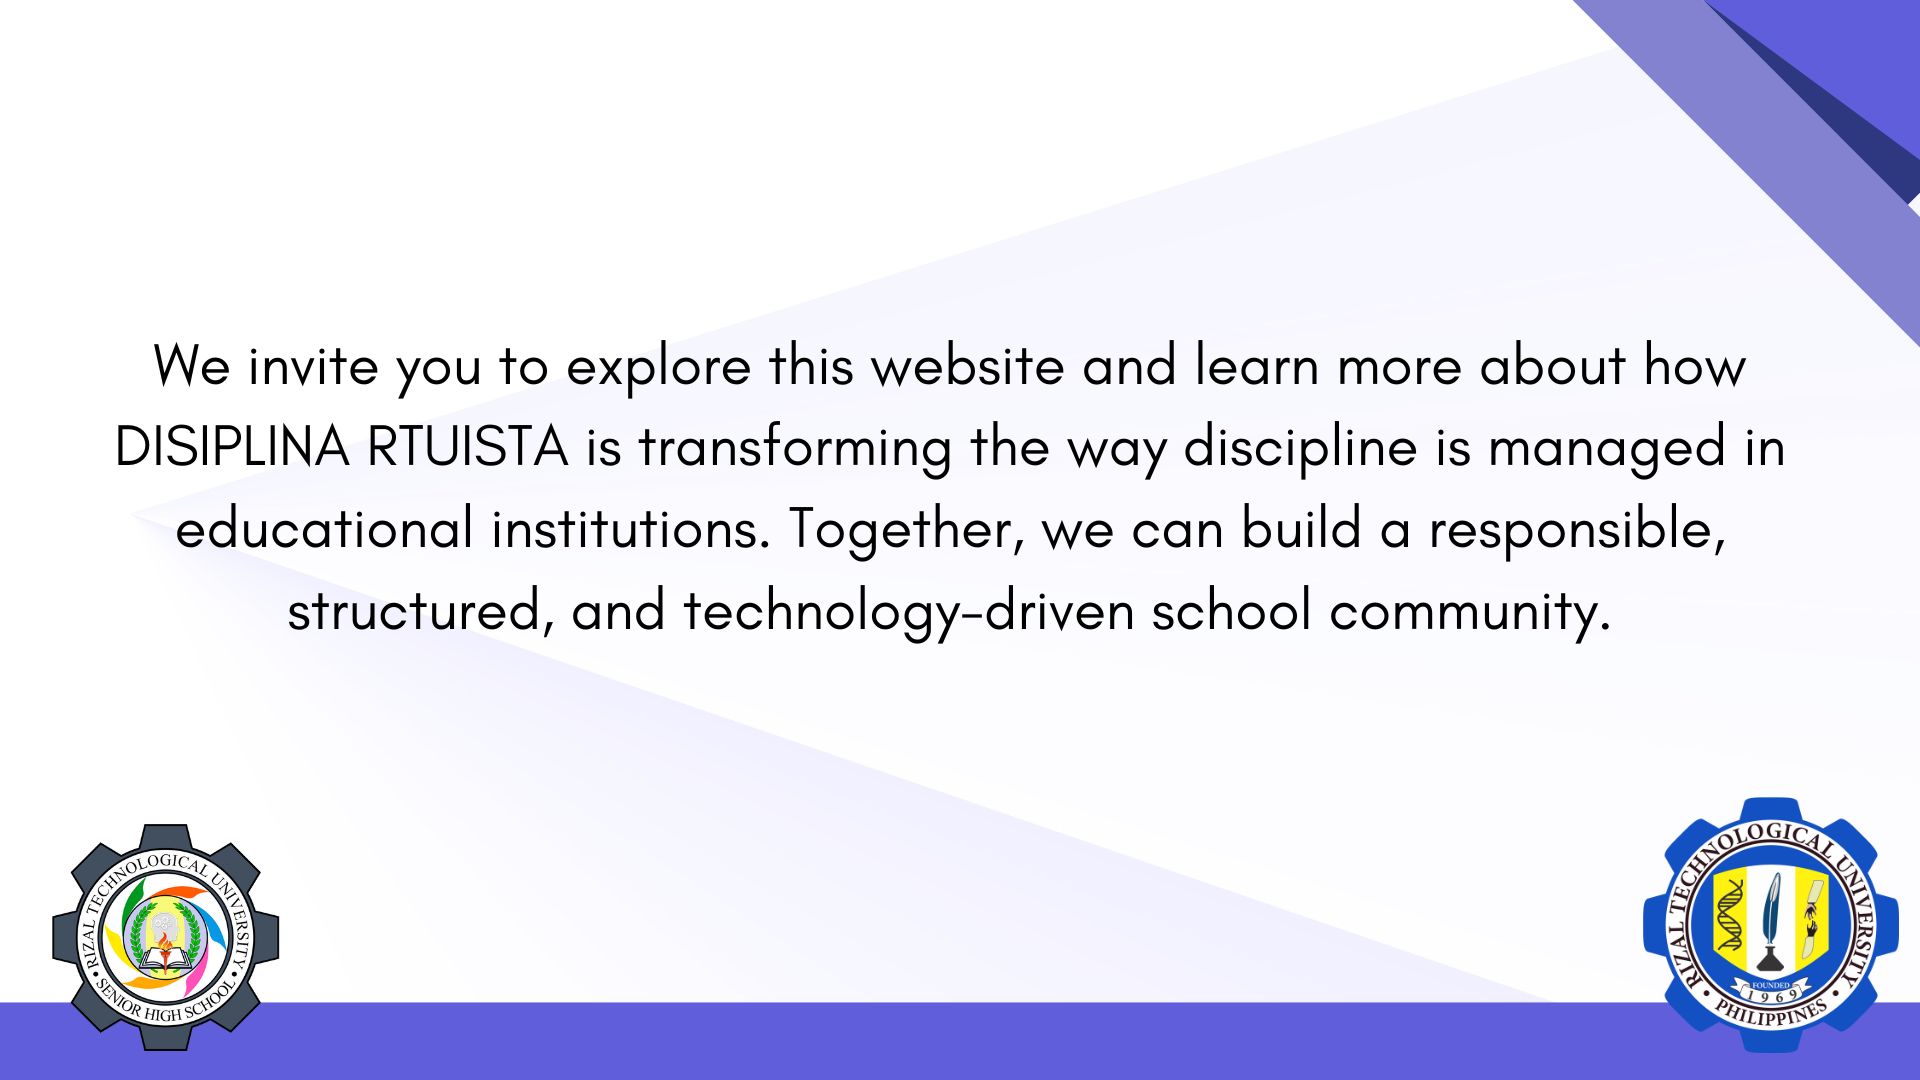 We invite you to explore this website and learn more about how
DISIPLINA RTUISTA is transforming the way discipline is managed in
educational institutions. Together, we can build a responsible,
structured, and technology-driven school community.
RIZAL TECHNOLOGICAL UNIVERSITY
• SENIOR HIGH SCHOOL •
RIZAL TECHNOLOGICAL UNIVERSITY
FOUNDED
1969
• PHILIPPINES •